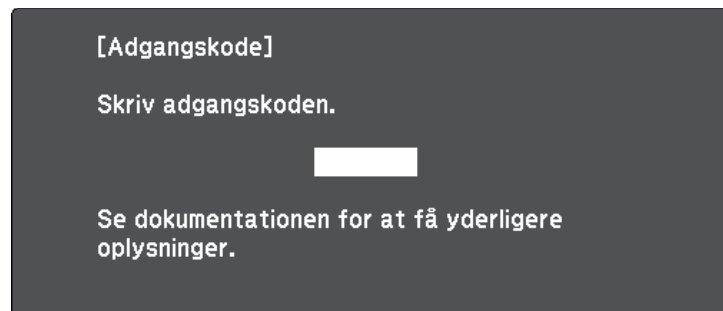 [Adgangskode]
Skriv adgangskoden.
Se dokumentationen for at få yderligere
oplysninger.